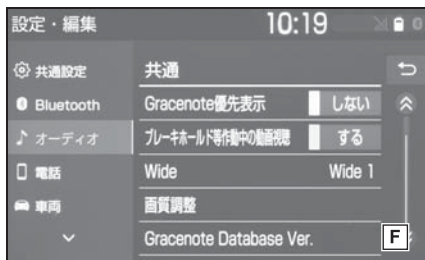 設定・編集
10:19
共通設定
共通
Bluetooth
Gracenote優先表示
しない
オーディオ
ブレーキホールド等作動中の動画視聴
する
電話
Wide
Wide 1
車両
画質調整
Gracenote Database Ver.
F